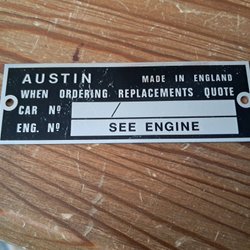 AUSTIN MADE IN ENGLAND
WHEN ORDERING REPLACEMENTS QUOTE
CAR Nº /
ENG. Nº SEE ENGINE